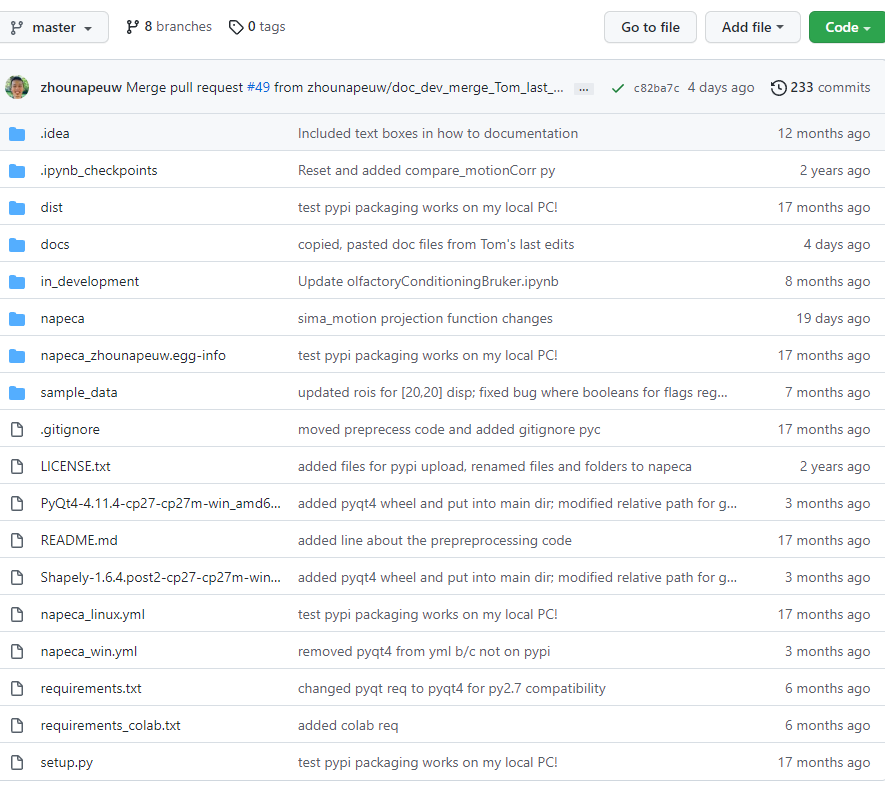 master 8 branches 0 tags Go to file Add file Code
zhounapeuw Merge pull request #49 from zhounapeuw/doc_dev_merge_Tom_last_... ... c82ba7c 4 days ago 233 commits
.idea Included text boxes in how to documentation 12 months ago
.ipynb_checkpoints Reset and added compare_motionCorr py 2 years ago
dist test pypi packaging works on my local PC! 17 months ago
docs copied, pasted doc files from Tom's last edits 4 days ago
in_development Update olfactoryConditioningBruker.ipynb 8 months ago
napeca sima_motion projection function changes 19 days ago
napeca_zhounapeuw.egg-info test pypi packaging works on my local PC! 17 months ago
sample_data updated rois for [20,20] disp; fixed bug where booleans for flags reg... 7 months ago
.gitignore moved preprecess code and added gitignore pyc 17 months ago
LICENSE.txt added files for pypi upload, renamed files and folders to napeca 2 years ago
PyQt4-4.11.4-cp27-cp27m-win_amd6... added pyqt4 wheel and put into main dir; modified relative path for g... 3 months ago
README.md added line about the prepreprocessing code 17 months ago
Shapely-1.6.4.post2-cp27-cp27m-win... added pyqt4 wheel and put into main dir; modified relative path for g... 3 months ago
napeca_linux.yml test pypi packaging works on my local PC! 17 months ago
napeca_win.yml removed pyqt4 from yml b/c not on pypi 3 months ago
requirements.txt changed pyqt req to pyqt4 for py2.7 compatibility 6 months ago
requirements_colab.txt added colab req 6 months ago
setup.py test pypi packaging works on my local PC! 17 months ago